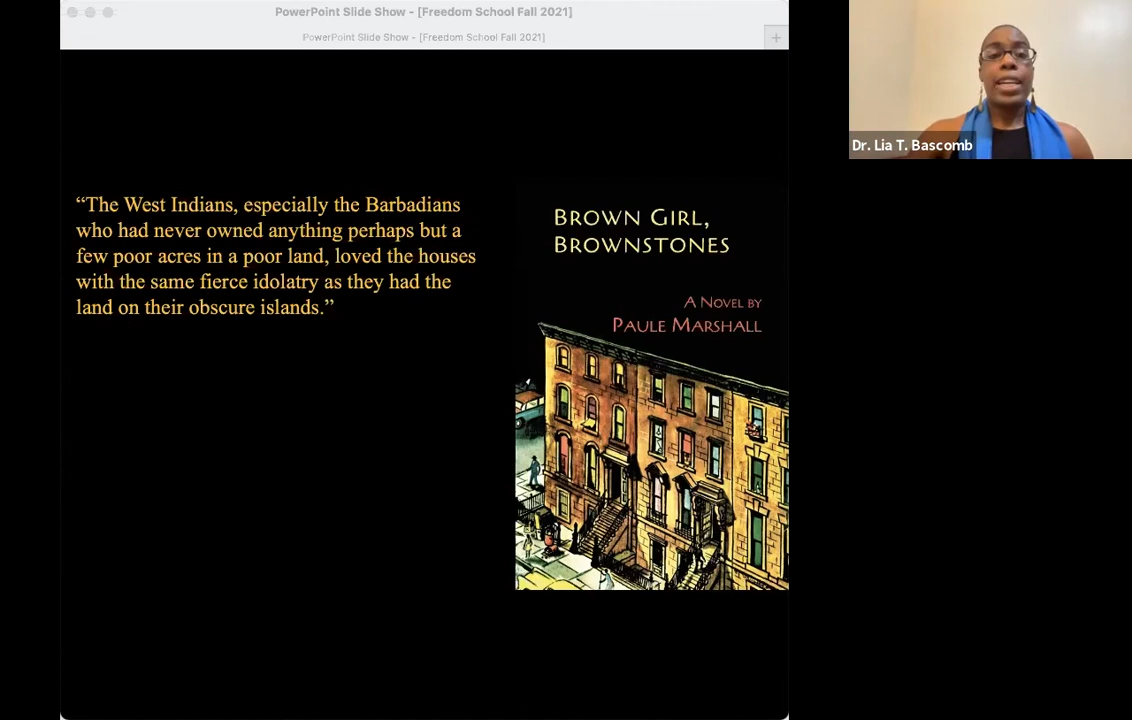 PowerPoint Slide Show - [Freedom School Fall 2021]
PowerPoint Slide Show - [Freedom School Fall 2021]
+
“The West Indians, especially the Barbadians
who had never owned anything perhaps but a
few poor acres in a poor land, loved the houses
with the same fierce idolatry as they had the
land on their obscure islands.”
BROWN GIRL,
BROWNSTONES
A NOVEL BY
PAULE MARSHALL
Dr. Lia T. Bascomb